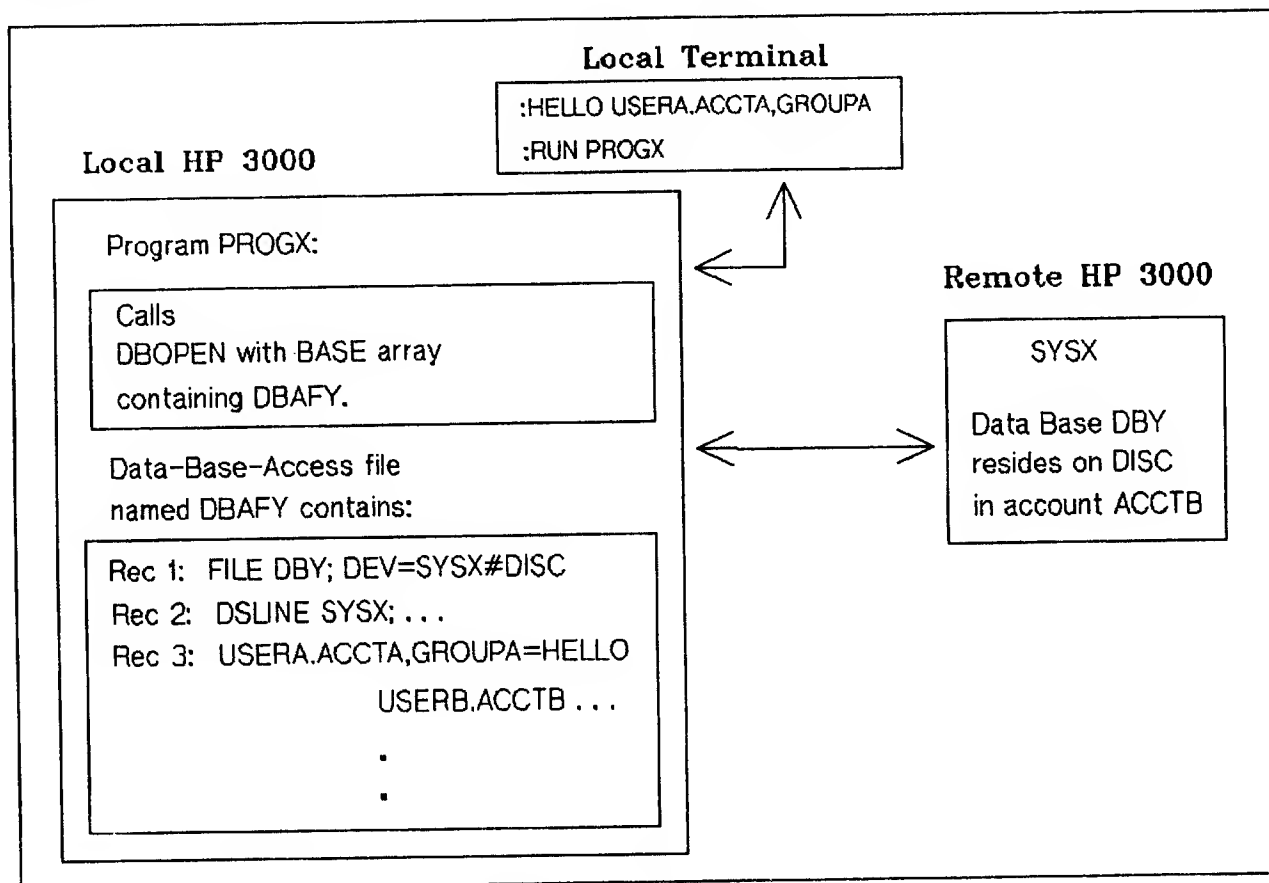 Local Terminal
:HELLO USERA.ACCTA,GROUPA
:RUN PROGX
Local HP 3000
Program PROGX:
Calls
DBOPEN with BASE array
containing DBAFY.
Data-Base-Access file
named DBAFY contains:
Rec 1: FILE DBY; DEV=SYSX#DISC
Rec 2: DSLINE SYSX; . . .
Rec 3: USERA.ACCTA,GROUPA=HELLO
USERB.ACCTB . . .
.
.
Remote HP 3000
SYSX
Data Base DBY
resides on DISC
in account ACCTB